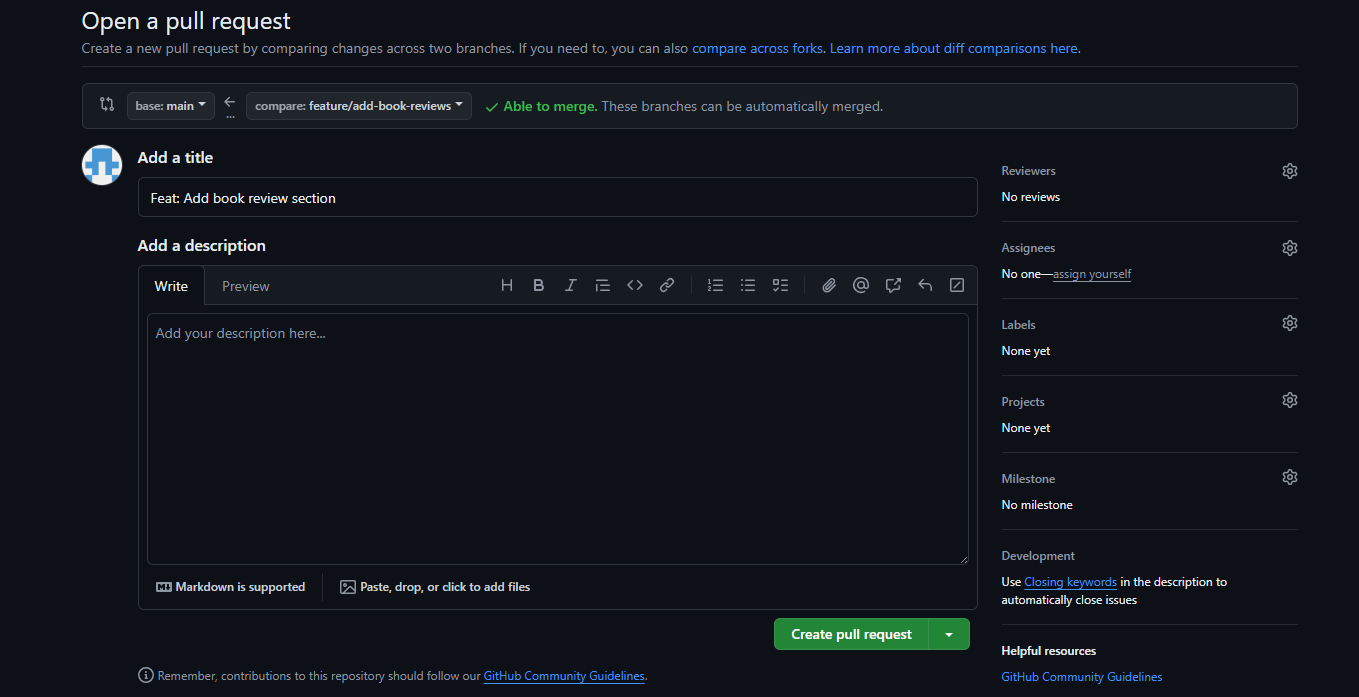 Open a pull request
Create a new pull request by comparing changes across two branches. If you need to, you can also compare across forks. Learn more about diff comparisons here.
base: main
...
compare: feature/add-book-reviews
Able to merge. These branches can be automatically merged.
Add a title
Feat: Add book review section
Add a description
Write
Preview
Add your description here...
Markdown is supported
Paste, drop, or click to add files
Create pull request
Remember, contributions to this repository should follow our GitHub Community Guidelines.
Reviewers
No reviews
Assignees
No one—assign yourself
Labels
None yet
Projects
None yet
Milestone
No milestone
Development
Use Closing keywords in the description to
automatically close issues
Helpful resources
GitHub Community Guidelines